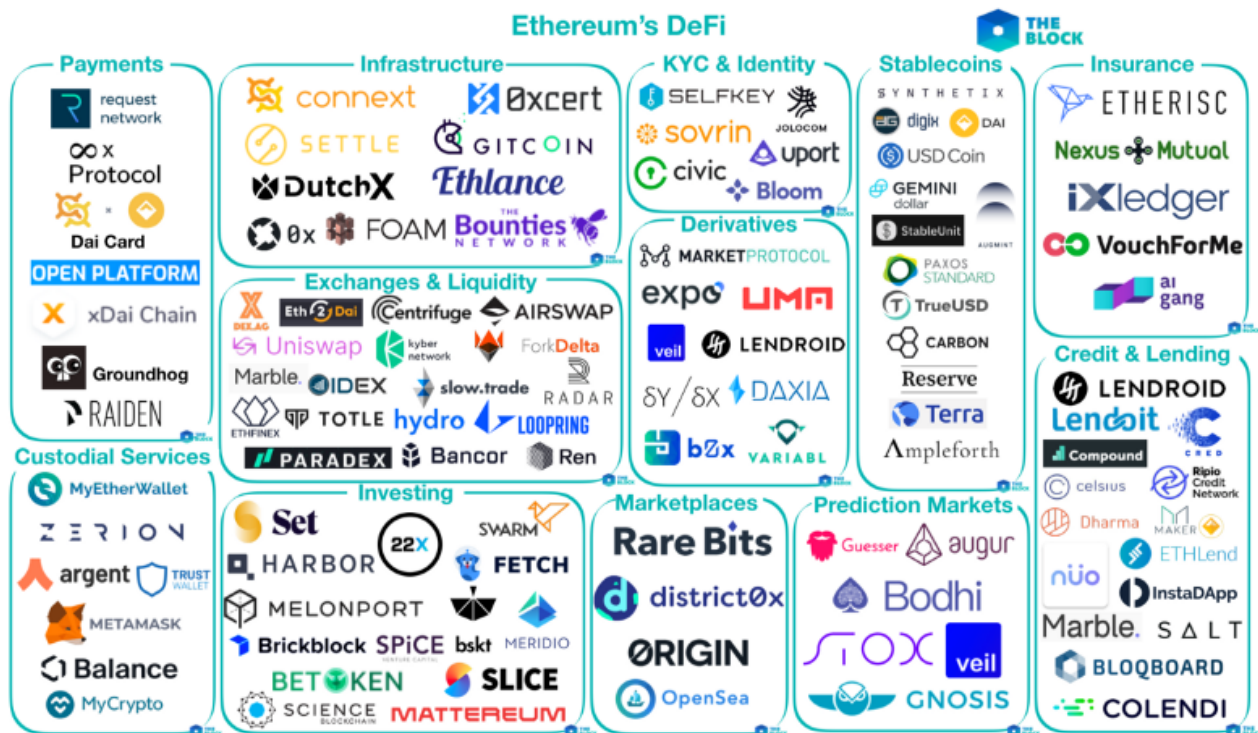 Ethereum's DeFi
THE BLOCK
Payments
request network
∞ x Protocol
Dai Card
OPEN PLATFORM
xDai Chain
Groundhog
RAIDEN
Custodial Services
MyEtherWallet
ZERION
argent
TRUST WALLET
METAMASK
Balance
MyCrypto
Infrastructure
connext
0xcert
SETTLE
GITCOIN
DutchX
Ethlance
0x
FOAM
THE Bounties NETWORK
Exchanges & Liquidity
DEX.AG
Eth2Dai
Centrifuge
AIRSWAP
Uniswap
kyber network
ForkDelta
Marble.
IDEX
slow.trade
RADAR
ETHFINEX
TOTLE
hydro
LOOPRING
PARADEX
Bancor
Ren
Investing
Set
22X
SWARM
HARBOR
FETCH
MELONPORT
Brickblock
SPiCE
VENTURE CAPITAL
bskt
MERIDIO
BETOKEN
SLICE
SCIENCE
BLOCKCHAIN
MATTEREUM
KYC & Identity
SELFKEY
JOLOCOM
sovrin
uport
civic
Bloom
Derivatives
MARKETPROTOCOL
expo
UMA
veil
LENDROID
δY/δX
DAXIA
b0x
VARIABL
Marketplaces
Rare Bits
district0x
ORIGIN
OpenSea
Stablecoins
SYNTHETIX
digix
DAI
USD Coin
GEMINI dollar
AUGMINT
StableUnit
PAXOS STANDARD
TrueUSD
CARBON
Reserve
Terra
Ampleforth
Prediction Markets
Guesser
augur
Bodhi
STOX
veil
GNOSIS
Insurance
ETHERISC
Nexus Mutual
iXledger
VouchForMe
ai gang
Credit & Lending
LENDROID
Lendoit
CRED
Compound
celsius
Ripio Credit Network
Dharma
MAKER
nüo
ETHLend
InstaDApp
Marble.
SALT
BLOQBOARD
COLENDI